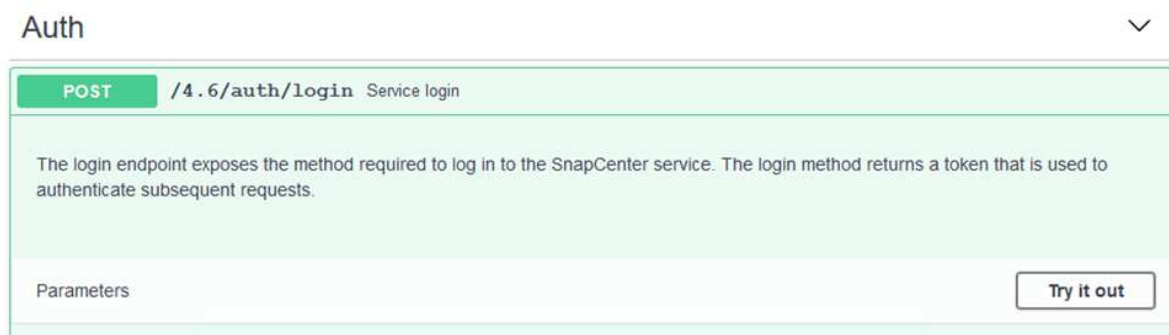 Auth
POST /4.6/auth/login Service login
The login endpoint exposes the method required to log in to the SnapCenter service. The login method returns a token that is used to
authenticate subsequent requests.
Parameters Try it out